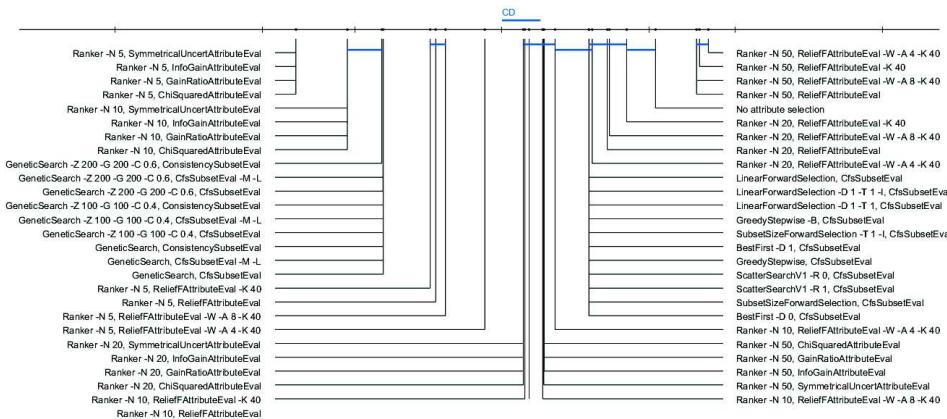 CD
Ranker -N 5, SymmetricalUncertAttributeEval
Ranker -N 5, InfoGainAttributeEval
Ranker -N 5, GainRatioAttributeEval
Ranker -N 5, ChiSquaredAttributeEval
Ranker -N 10, SymmetricalUncertAttributeEval
Ranker -N 10, InfoGainAttributeEval
Ranker -N 10, GainRatioAttributeEval
Ranker -N 10, ChiSquaredAttributeEval
GeneticSearch -Z 200 -G 200 -C 0.6, ConsistencySubsetEval
GeneticSearch -Z 200 -G 200 -C 0.6, CfsSubsetEval -M -L
GeneticSearch -Z 200 -G 200 -C 0.6, CfsSubsetEval
GeneticSearch -Z 100 -G 100 -C 0.4, ConsistencySubsetEval
GeneticSearch -Z 100 -G 100 -C 0.4, CfsSubsetEval -M -L
GeneticSearch -Z 100 -G 100 -C 0.4, CfsSubsetEval
GeneticSearch, ConsistencySubsetEval
GeneticSearch, CfsSubsetEval -M -L
GeneticSearch, CfsSubsetEval
Ranker -N 5, ReliefFAttributeEval -K 40
Ranker -N 5, ReliefFAttributeEval
Ranker -N 5, ReliefFAttributeEval -W -A 8 -K 40
Ranker -N 5, ReliefFAttributeEval -W -A 4 -K 40
Ranker -N 20, SymmetricalUncertAttributeEval
Ranker -N 20, InfoGainAttributeEval
Ranker -N 20, GainRatioAttributeEval
Ranker -N 20, ChiSquaredAttributeEval
Ranker -N 10, ReliefFAttributeEval -K 40
Ranker -N 10, ReliefFAttributeEval
Ranker -N 50, ReliefFAttributeEval -W -A 4 -K 40
Ranker -N 50, ReliefFAttributeEval -K 40
Ranker -N 50, ReliefFAttributeEval -W -A 8 -K 40
Ranker -N 50, ReliefFAttributeEval
No attribute selection
Ranker -N 20, ReliefFAttributeEval -K 40
Ranker -N 20, ReliefFAttributeEval -W -A 8 -K 40
Ranker -N 20, ReliefFAttributeEval
Ranker -N 20, ReliefFAttributeEval -W -A 4 -K 40
LinearForwardSelection, CfsSubsetEval
LinearForwardSelection -D 1 -T 1 -I, CfsSubsetEva
LinearForwardSelection -D 1 -T 1, CfsSubsetEval
GreedyStepwise -B, CfsSubsetEval
SubsetSizeForwardSelection -T 1 -I, CfsSubsetEva
BestFirst -D 1, CfsSubsetEval
GreedyStepwise, CfsSubsetEval
ScatterSearchV1 -R 0, CfsSubsetEval
ScatterSearchV1 -R 1, CfsSubsetEval
SubsetSizeForwardSelection, CfsSubsetEval
BestFirst -D 0, CfsSubsetEval
Ranker -N 10, ReliefFAttributeEval -W -A 4 -K 40
Ranker -N 50, ChiSquaredAttributeEval
Ranker -N 50, GainRatioAttributeEval
Ranker -N 50, InfoGainAttributeEval
Ranker -N 50, SymmetricalUncertAttributeEval
Ranker -N 10, ReliefFAttributeEval -W -A 8 -K 40